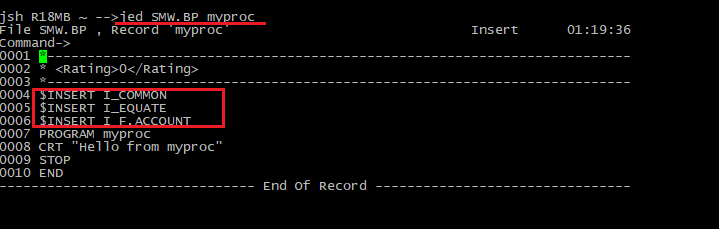 jsh R18MB ~ -->jed SMW.BP myproc
File SMW.BP , Record 'myproc' Insert 01:19:36
Command->
0001 *------------------------------------------------------------------------
0002 * <Rating>0</Rating>
0003 *------------------------------------------------------------------------
0004 $INSERT I_COMMON
0005 $INSERT I_EQUATE
0006 $INSERT I_F.ACCOUNT
0007 PROGRAM myproc
0008 CRT "Hello from myproc"
0009 STOP
0010 END
-------------------------------- End Of Record --------------------------------